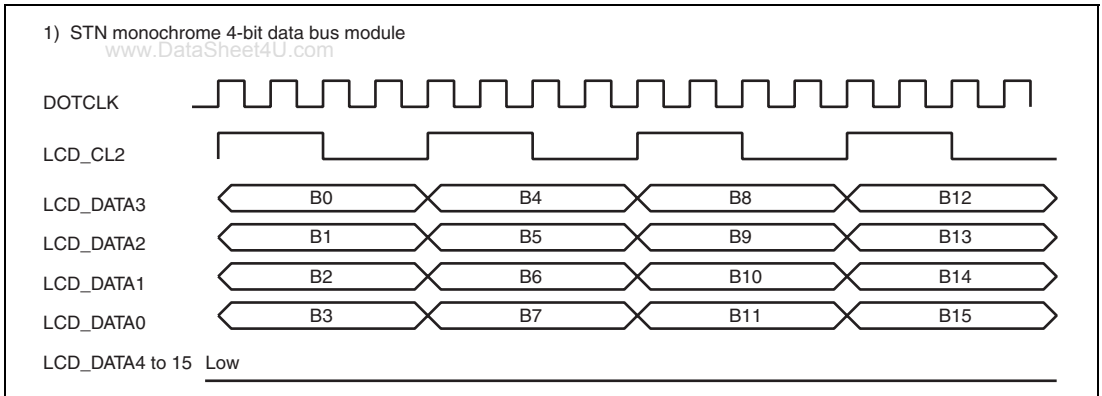 1) STN monochrome 4-bit data bus module
www.DataSheet4U.com
DOTCLK
LCD_CL2
LCD_DATA3 B0 B4 B8 B12
LCD_DATA2 B1 B5 B9 B13
LCD_DATA1 B2 B6 B10 B14
LCD_DATA0 B3 B7 B11 B15
LCD_DATA4 to 15 Low